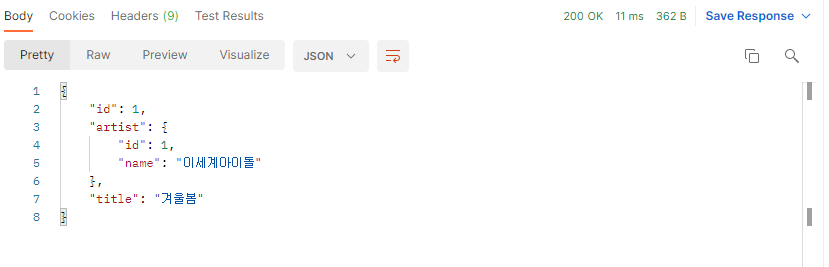 Body Cookies Headers (9) Test Results 200 OK 11 ms 362 B Save Response
Pretty Raw Preview Visualize JSON
1 {
2 "id": 1,
3 "artist": {
4 "id": 1,
5 "name": "이세계아이돌"
6 },
7 "title": "겨울봄"
8 }